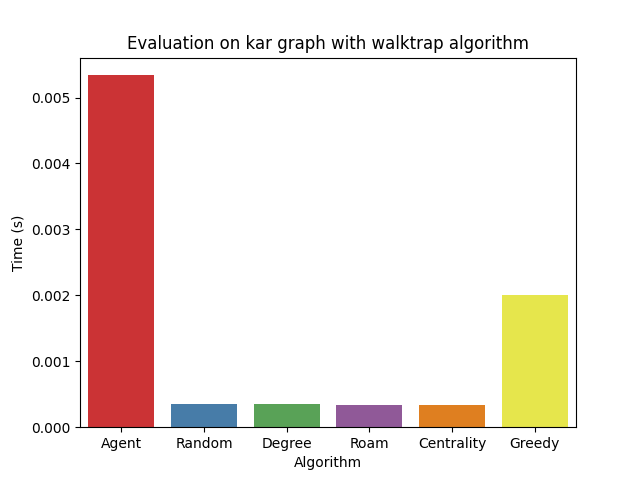 Evaluation on kar graph with walktrap algorithm
0.005
0.004
0.003
0.002
0.001
0.000
Time (s)
Agent Random Degree Roam Centrality Greedy
Algorithm